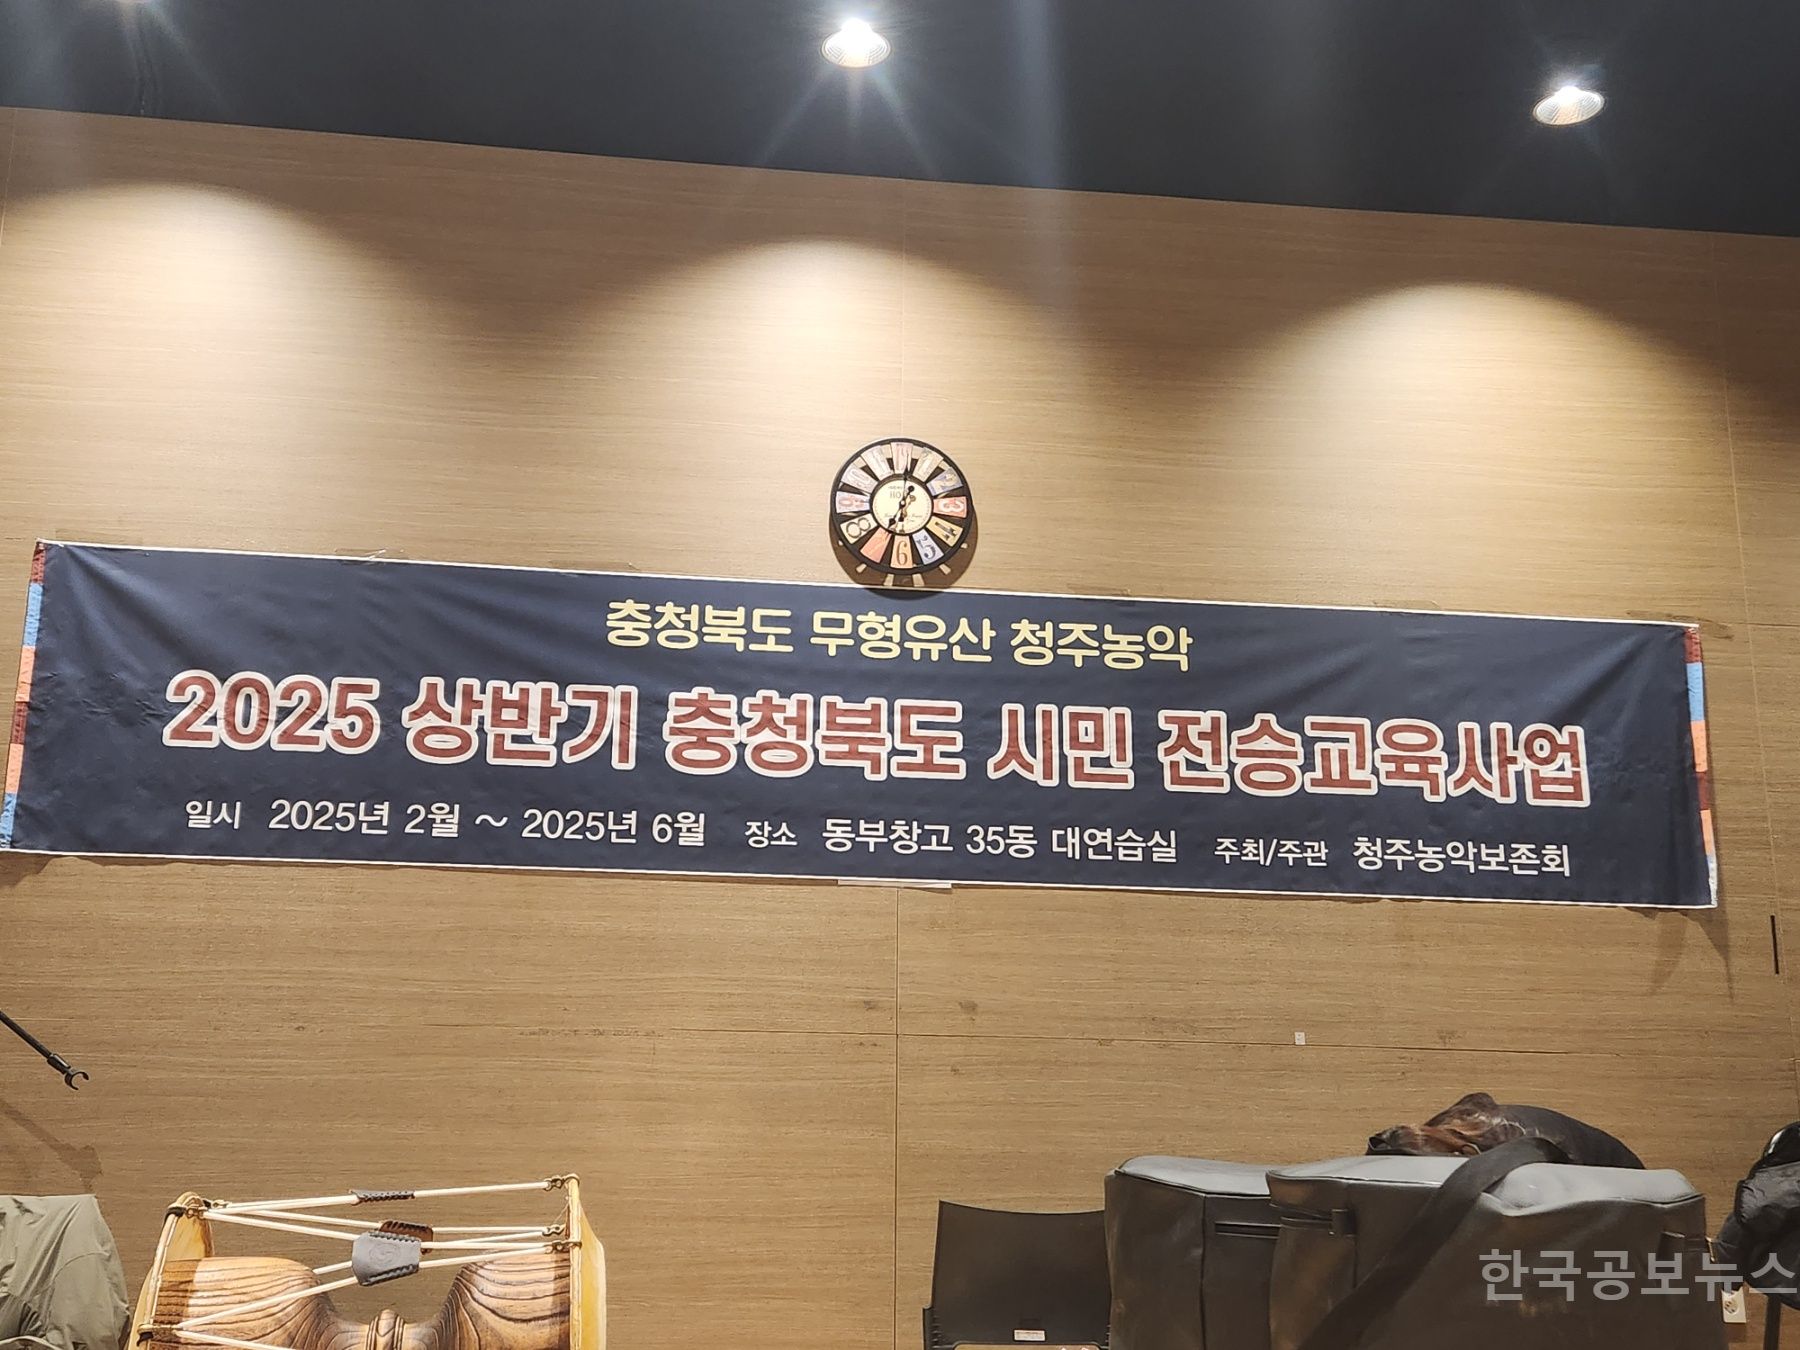 충청북도 무형유산 청주농악
2025 상반기 충청북도 시민 전승교육사업
일시 2025년 2월 ~ 2025년 6월 장소 동부창고 35동 대연습실 주최/주관 청주농악보존회
한국공보뉴스